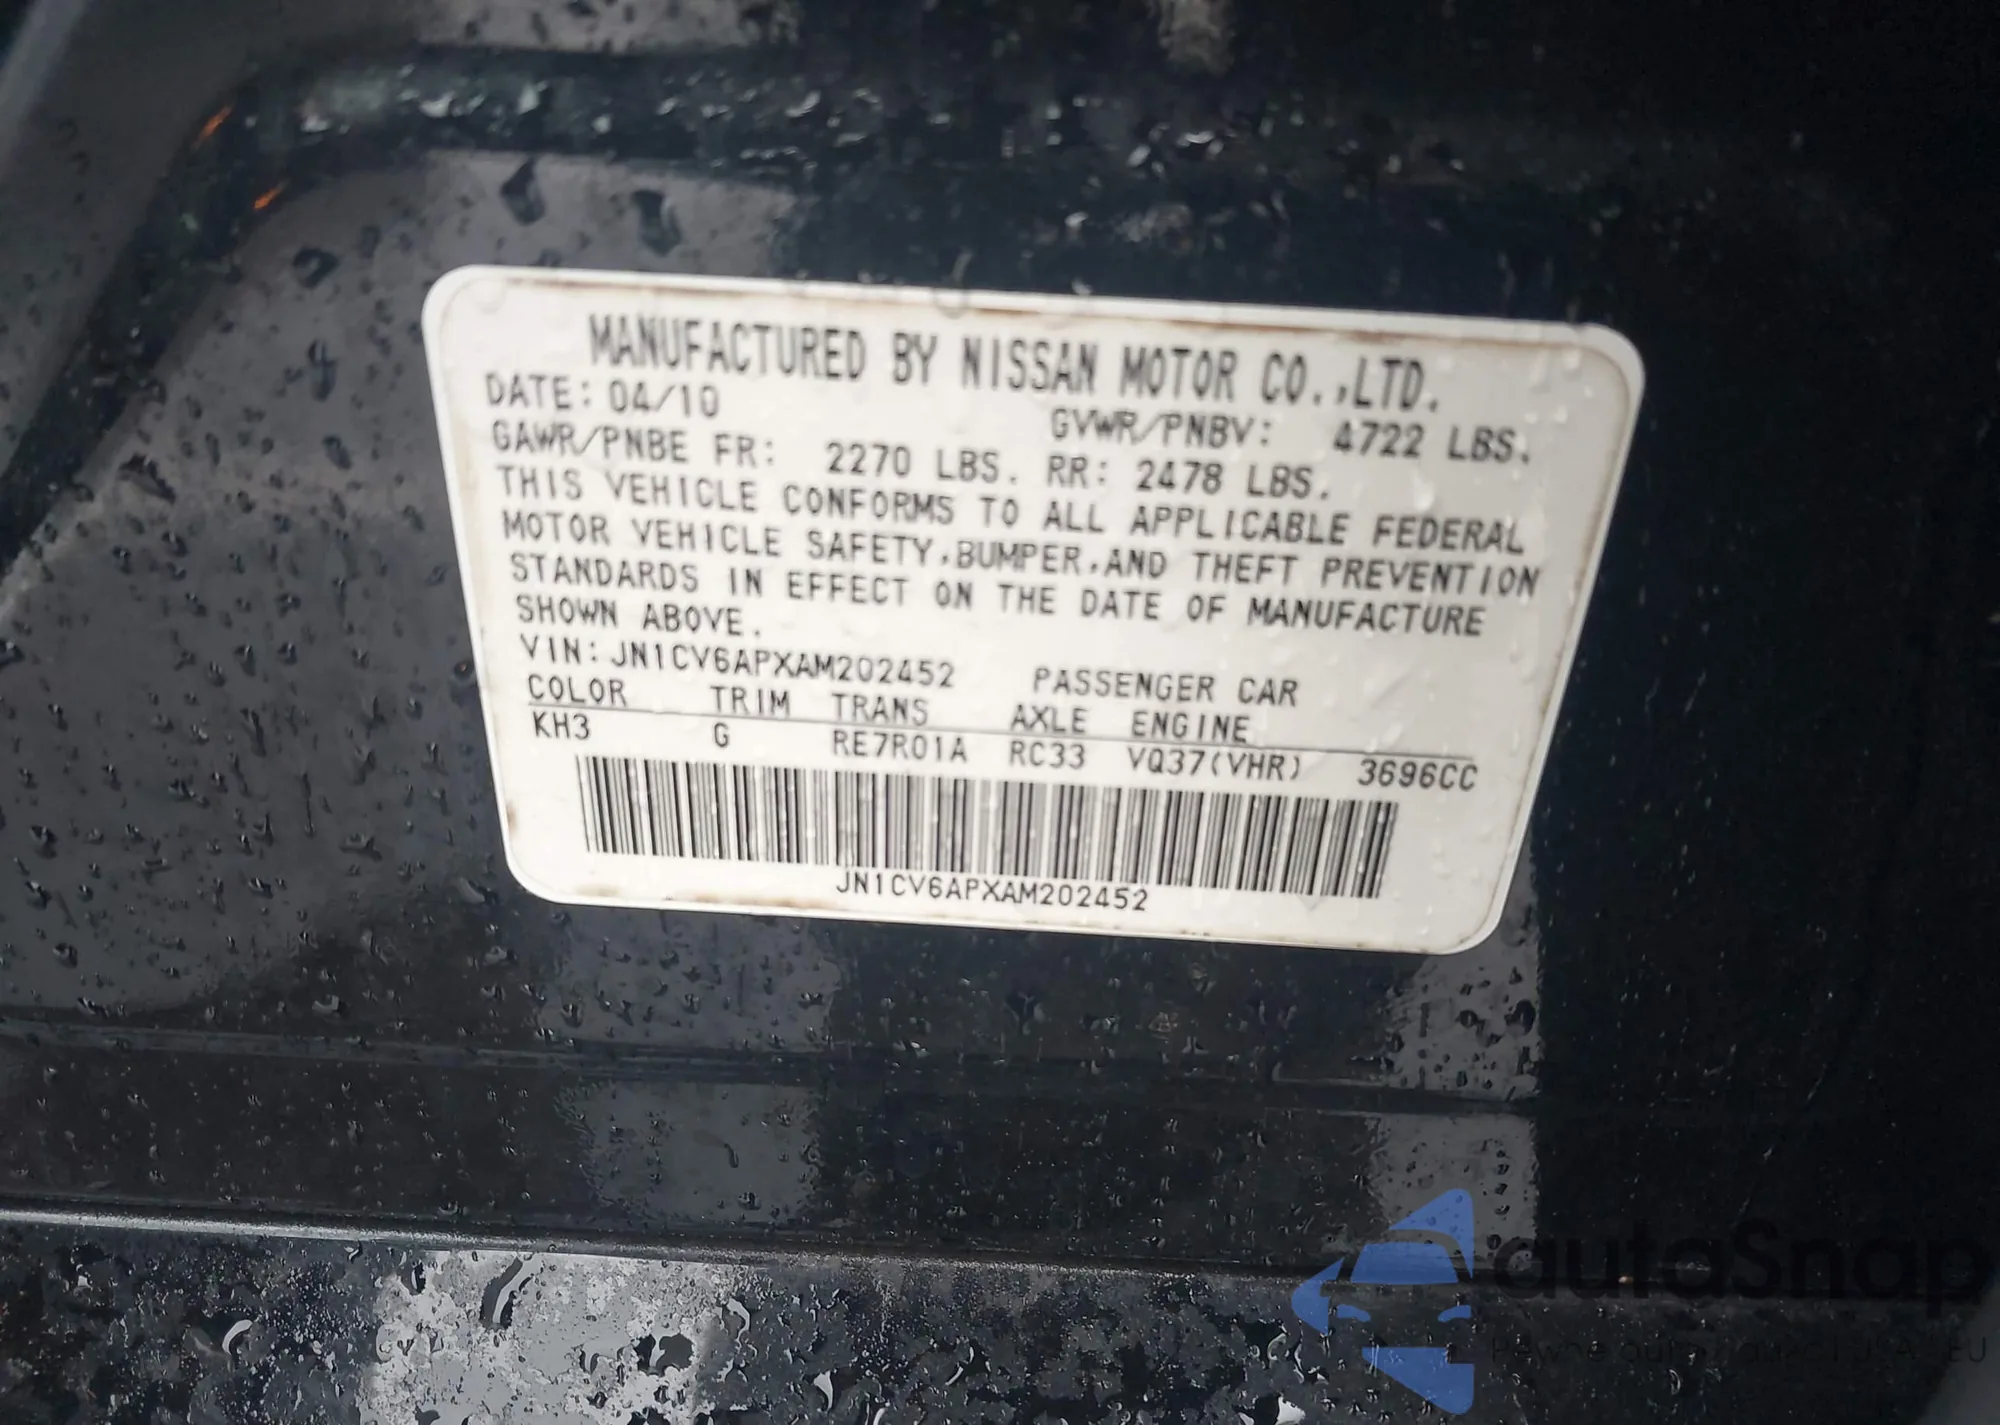 MANUFACTURED BY NISSAN MOTOR CO.,LTD.
DATE: 04/10 GVWR/PNBV: 4722 LBS.
GAWR/PNBE FR: 2270 LBS. RR: 2478 LBS.
THIS VEHICLE CONFORMS TO ALL APPLICABLE FEDERAL
MOTOR VEHICLE SAFETY,BUMPER,AND THEFT PREVENTION
STANDARDS IN EFFECT ON THE DATE OF MANUFACTURE
SHOWN ABOVE.
VIN: JN1CV6APXAM202452 PASSENGER CAR
COLOR TRIM TRANS AXLE ENGINE
KH3 G RE7R01A RC33 VQ37(VHR) 3696CC
JN1CV6APXAM202452
autoSnap